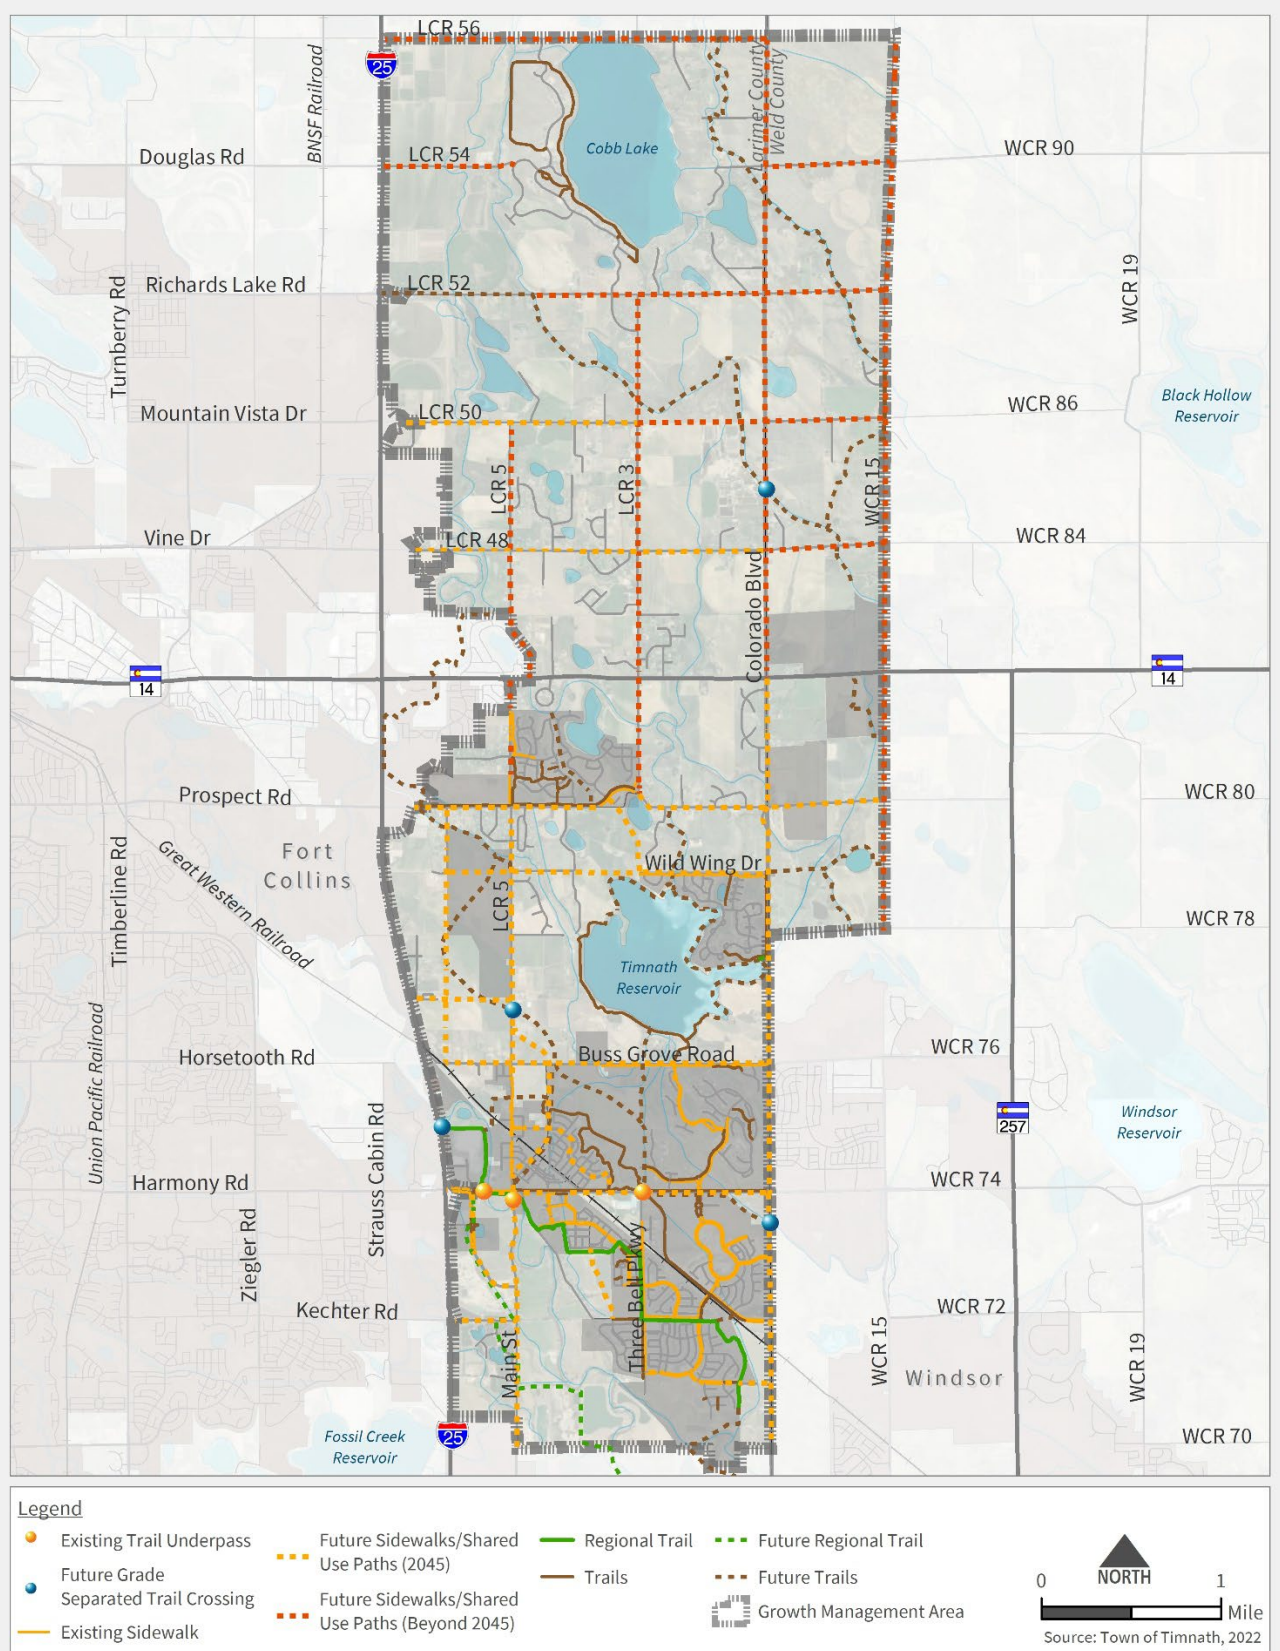 LCR 56
25
BNSF Railroad
Larimer County
Weld County
Cobb Lake
Douglas Rd
LCR 54
WCR 90
Richards Lake Rd
LCR 52
WCR 19
Turnberry Rd
Mountain Vista Dr
LCR 50
WCR 86
Black Hollow
Reservoir
LCR 5
LCR 3
WCR 15
Vine Dr
LCR 48
WCR 84
Colorado Blvd
14
14
Prospect Rd
WCR 80
Fort
Collins
Great Western Railroad
Timberline Rd
Wild Wing Dr
LCR 5
WCR 78
Timnath
Reservoir
Union Pacific Railroad
Horsetooth Rd
Buss Grove Road
WCR 76
257
Windsor
Reservoir
Strauss Cabin Rd
Harmony Rd
WCR 74
Ziegler Rd
Three Bell Pkwy
Kechter Rd
WCR 72
Main St
WCR 15
WCR 19
Windsor
Fossil Creek
Reservoir
25
WCR 70
Legend
Existing Trail Underpass
Future Grade
Separated Trail Crossing
Existing Sidewalk
Future Sidewalks/Shared
Use Paths (2045)
Future Sidewalks/Shared
Use Paths (Beyond 2045)
Regional Trail
Trails
Future Regional Trail
Future Trails
Growth Management Area
NORTH
0
1
Mile
Source: Town of Timnath, 2022